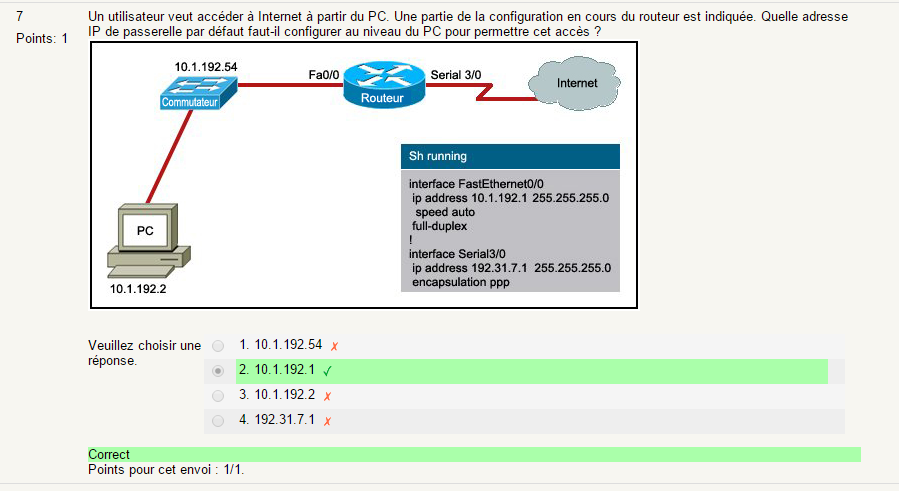 7
Points: 1
Un utilisateur veut accéder à Internet à partir du PC. Une partie de la configuration en cours du routeur est indiquée. Quelle adresse
IP de passerelle par défaut faut-il configurer au niveau du PC pour permettre cet accès ?
10.1.192.54
Commutateur
Fa0/0
Routeur
Serial 3/0
Internet
PC
10.1.192.2
Sh running
interface FastEthernet0/0
ip address 10.1.192.1 255.255.255.0
speed auto
full-duplex
!
interface Serial3/0
ip address 192.31.7.1 255.255.255.0
encapsulation ppp
Veuillez choisir une
réponse.
1. 10.1.192.54 ✗
2. 10.1.192.1 ✓
3. 10.1.192.2 ✗
4. 192.31.7.1 ✗
Correct
Points pour cet envoi : 1/1.